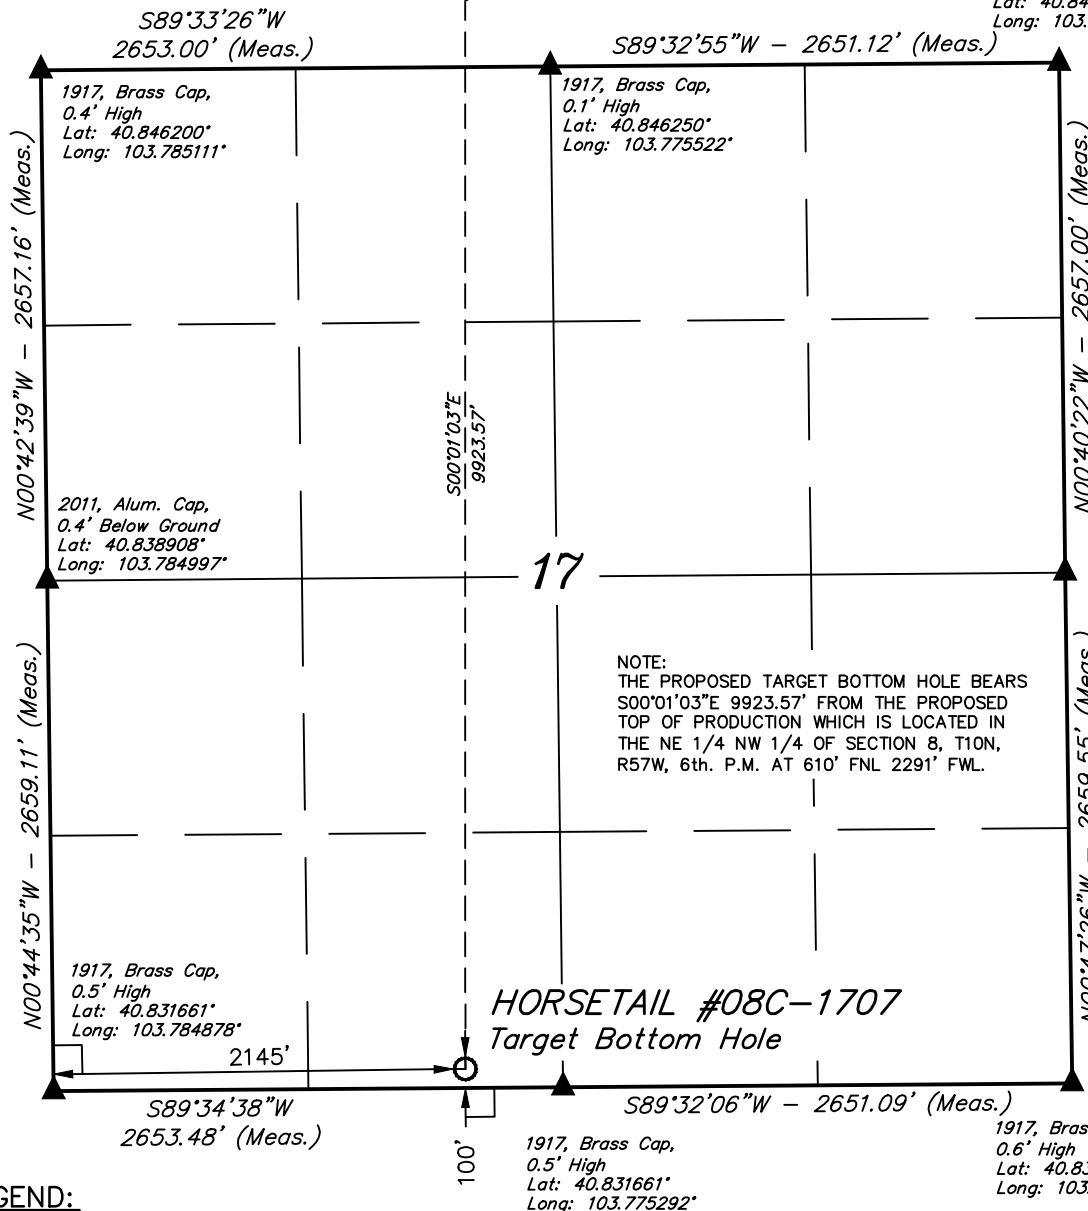 S89°33'26"W
2653.00' (Meas.)
S89°32'55"W – 2651.12' (Meas.)
Lat: 40.84
Long: 103.
1917, Brass Cap,
0.4' High
Lat: 40.846200°
Long: 103.785111°
1917, Brass Cap,
0.1' High
Lat: 40.846250°
Long: 103.775522°
N00°42'39"W – 2657.16' (Meas.)
N00°40'22"W – 2657.00' (Meas.)
S00°01'03"E
9923.57'
2011, Alum. Cap,
0.4' Below Ground
Lat: 40.838908°
Long: 103.784997°
17
NOTE:
THE PROPOSED TARGET BOTTOM HOLE BEARS
S00°01'03"E 9923.57' FROM THE PROPOSED
TOP OF PRODUCTION WHICH IS LOCATED IN
THE NE 1/4 NW 1/4 OF SECTION 8, T10N,
R57W, 6th. P.M. AT 610' FNL 2291' FWL.
N00°44'35"W – 2659.11' (Meas.)
N00°47'26"W – 2659.55' (Meas.)
1917, Brass Cap,
0.5' High
Lat: 40.831661°
Long: 103.784878°
HORSETAIL #08C–1707
Target Bottom Hole
2145'
S89°34'38"W
2653.48' (Meas.)
100'
S89°32'06"W – 2651.09' (Meas.)
1917, Brass Cap,
0.5' High
Lat: 40.831661°
Long: 103.775292°
1917, Bras
0.6' High
Lat: 40.83
Long: 103.
GEND: